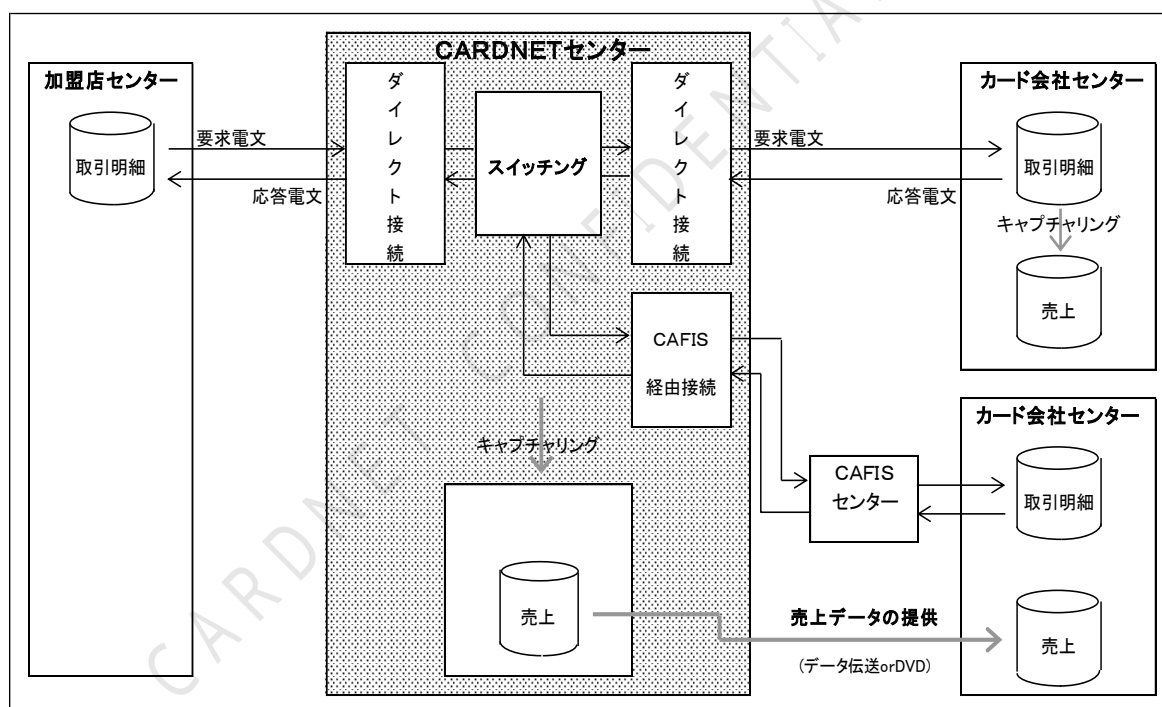 CARDNETセンター
加盟店センター
取引明細
要求電文
応答電文
ダイレクト接続
スイッチング
ダイレクト接続
要求電文
応答電文
カード会社センター
取引明細
キャプチャリング
売上
CAFIS
経由接続
キャプチャリング
売上
CAFIS
センター
カード会社センター
取引明細
売上データの提供
(データ伝送orDVD)
売上
CARDNET CONFIDENTIA